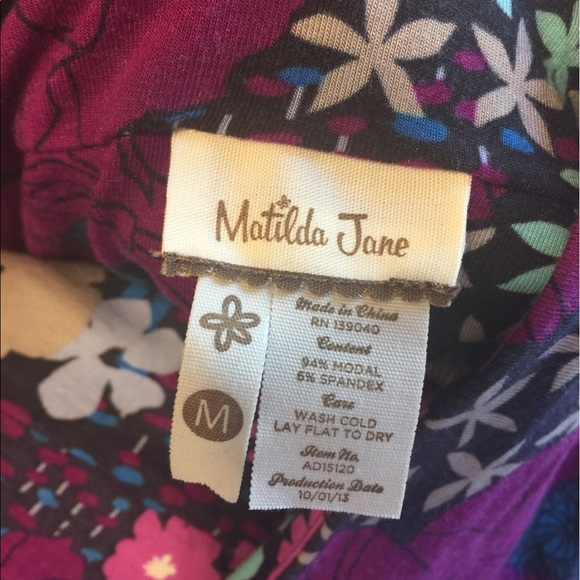 Matilda Jane
M
Made in China
RN 139040
Content
94% MODAL
6% SPANDEX
Care
WASH COLD
LAY FLAT TO DRY
Item No.
AD15120
Production Date
10/01/13